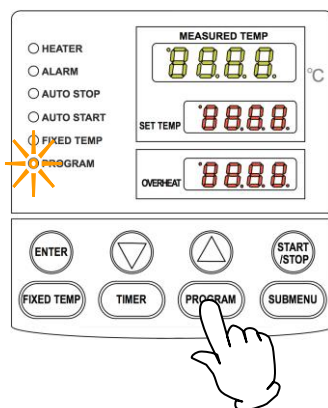 MEASURED TEMP
8.8.8.8.
°C
HEATER
ALARM
AUTO STOP
AUTO START
FIXED TEMP
PROGRAM
SET TEMP 8.8.8.8.
OVERHEAT 8.8.8.8.
ENTER
START
/STOP
FIXED TEMP
TIMER
PROGRAM
SUBMENU